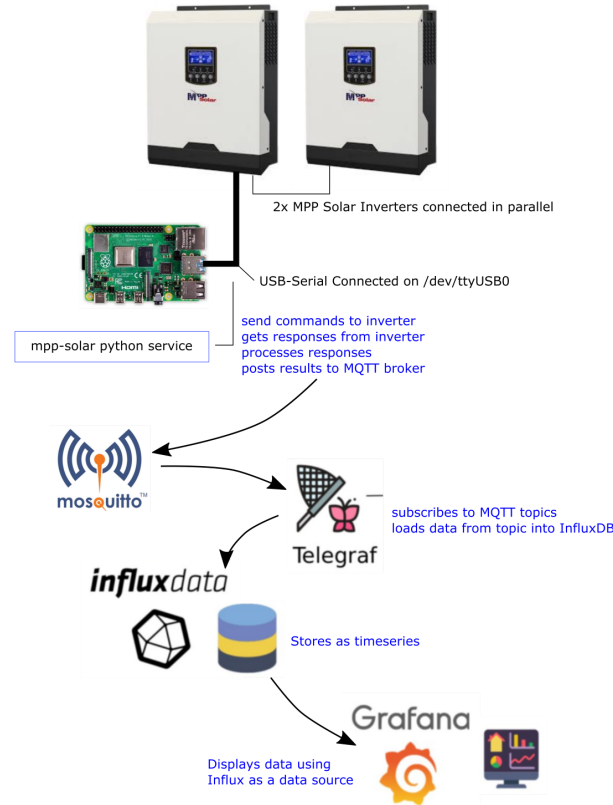 MPP
Solar
MPP
Solar
2x MPP Solar Inverters connected in parallel
USB-Serial Connected on /dev/ttyUSB0
HDMI
mpp-solar python service
send commands to inverter
gets responses from inverter
processes responses
posts results to MQTT broker
mosquitto™
Telegraf
subscribes to MQTT topics
loads data from topic into InfluxDB
influxdata
Stores as timeseries
Grafana
Displays data using
Influx as a data source